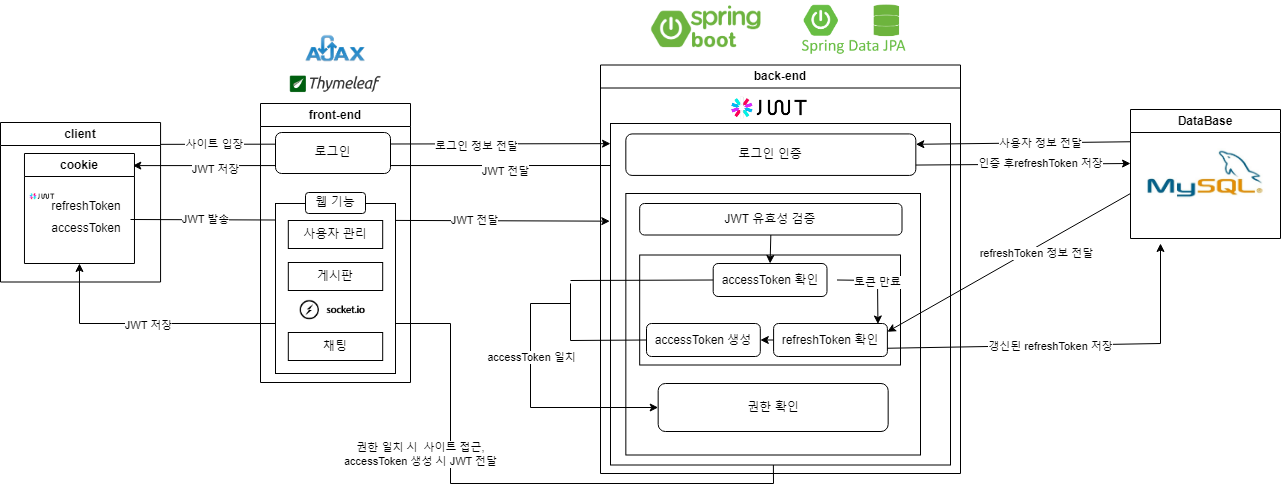 spring
boot
Spring Data JPA
AJAX
Thymeleaf
back-end
front-end
client
JWT
DataBase
사이트 입장
로그인
로그인 정보 전달
로그인 인증
사용자 정보 전달
cookie
JWT 저장
JWT 전달
인증 후refreshToken 저장
MySQL
JWT
refreshToken
accessToken
JWT 발송
웹 기능
사용자 관리
게시판
socket.io
채팅
JWT 전달
JWT 유효성 검증
accessToken 확인
토큰 만료
refreshToken 정보 전달
JWT 저장
accessToken 생성
refreshToken 확인
갱신된 refreshToken 저장
accessToken 일치
권한 확인
권한 일치 시 사이트 접근,
accessToken 생성 시 JWT 전달